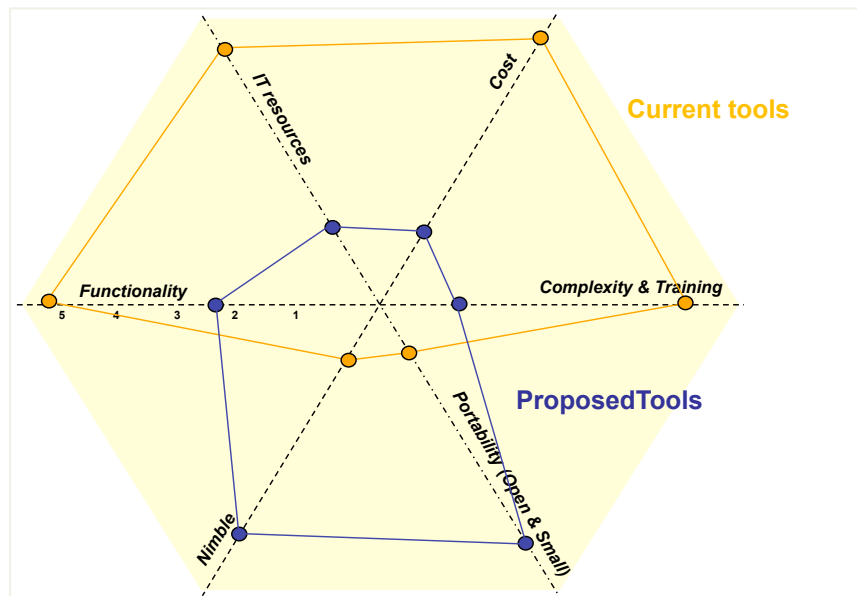 IT resources
Cost
Current tools
Functionality
Complexity & Training
5 4 3 2 1
ProposedTools
Nimble
Portability (Open & Small)